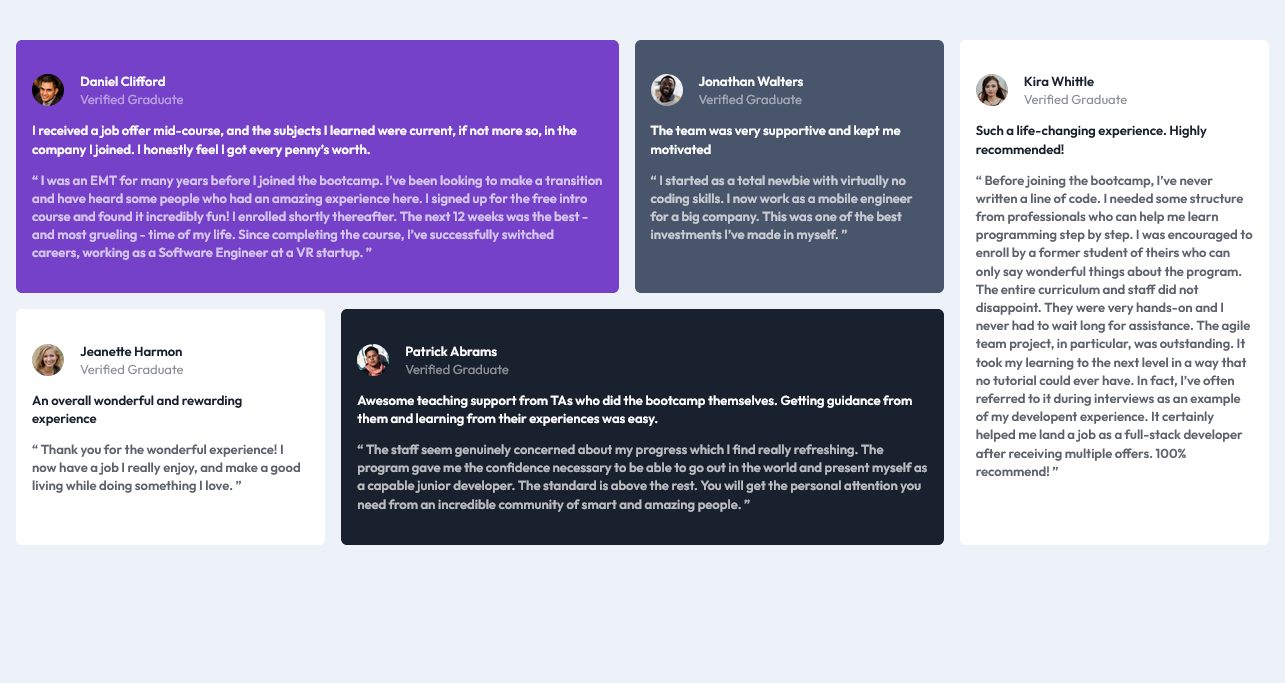 Daniel Clifford
Verified Graduate
I received a job offer mid-course, and the subjects I learned were current, if not more so, in the
company I joined. I honestly feel I got every penny’s worth.
“ I was an EMT for many years before I joined the bootcamp. I’ve been looking to make a transition
and have heard some people who had an amazing experience here. I signed up for the free intro
course and found it incredibly fun! I enrolled shortly thereafter. The next 12 weeks was the best -
and most grueling - time of my life. Since completing the course, I’ve successfully switched
careers, working as a Software Engineer at a VR startup. ”
Jonathan Walters
Verified Graduate
The team was very supportive and kept me
motivated
“ I started as a total newbie with virtually no
coding skills. I now work as a mobile engineer
for a big company. This was one of the best
investments I’ve made in myself. ”
Kira Whittle
Verified Graduate
Such a life-changing experience. Highly
recommended!
“ Before joining the bootcamp, I’ve never
written a line of code. I needed some structure
from professionals who can help me learn
programming step by step. I was encouraged to
enroll by a former student of theirs who can
only say wonderful things about the program.
The entire curriculum and staff did not
disappoint. They were very hands-on and I
never had to wait long for assistance. The agile
team project, in particular, was outstanding. It
took my learning to the next level in a way that
no tutorial could ever have. In fact, I’ve often
referred to it during interviews as an example
of my developent experience. It certainly
helped me land a job as a full-stack developer
after receiving multiple offers. 100%
recommend! ”
Jeanette Harmon
Verified Graduate
An overall wonderful and rewarding
experience
“ Thank you for the wonderful experience! I
now have a job I really enjoy, and make a good
living while doing something I love. ”
Patrick Abrams
Verified Graduate
Awesome teaching support from TAs who did the bootcamp themselves. Getting guidance from
them and learning from their experiences was easy.
“ The staff seem genuinely concerned about my progress which I find really refreshing. The
program gave me the confidence necessary to be able to go out in the world and present myself as
a capable junior developer. The standard is above the rest. You will get the personal attention you
need from an incredible community of smart and amazing people. ”